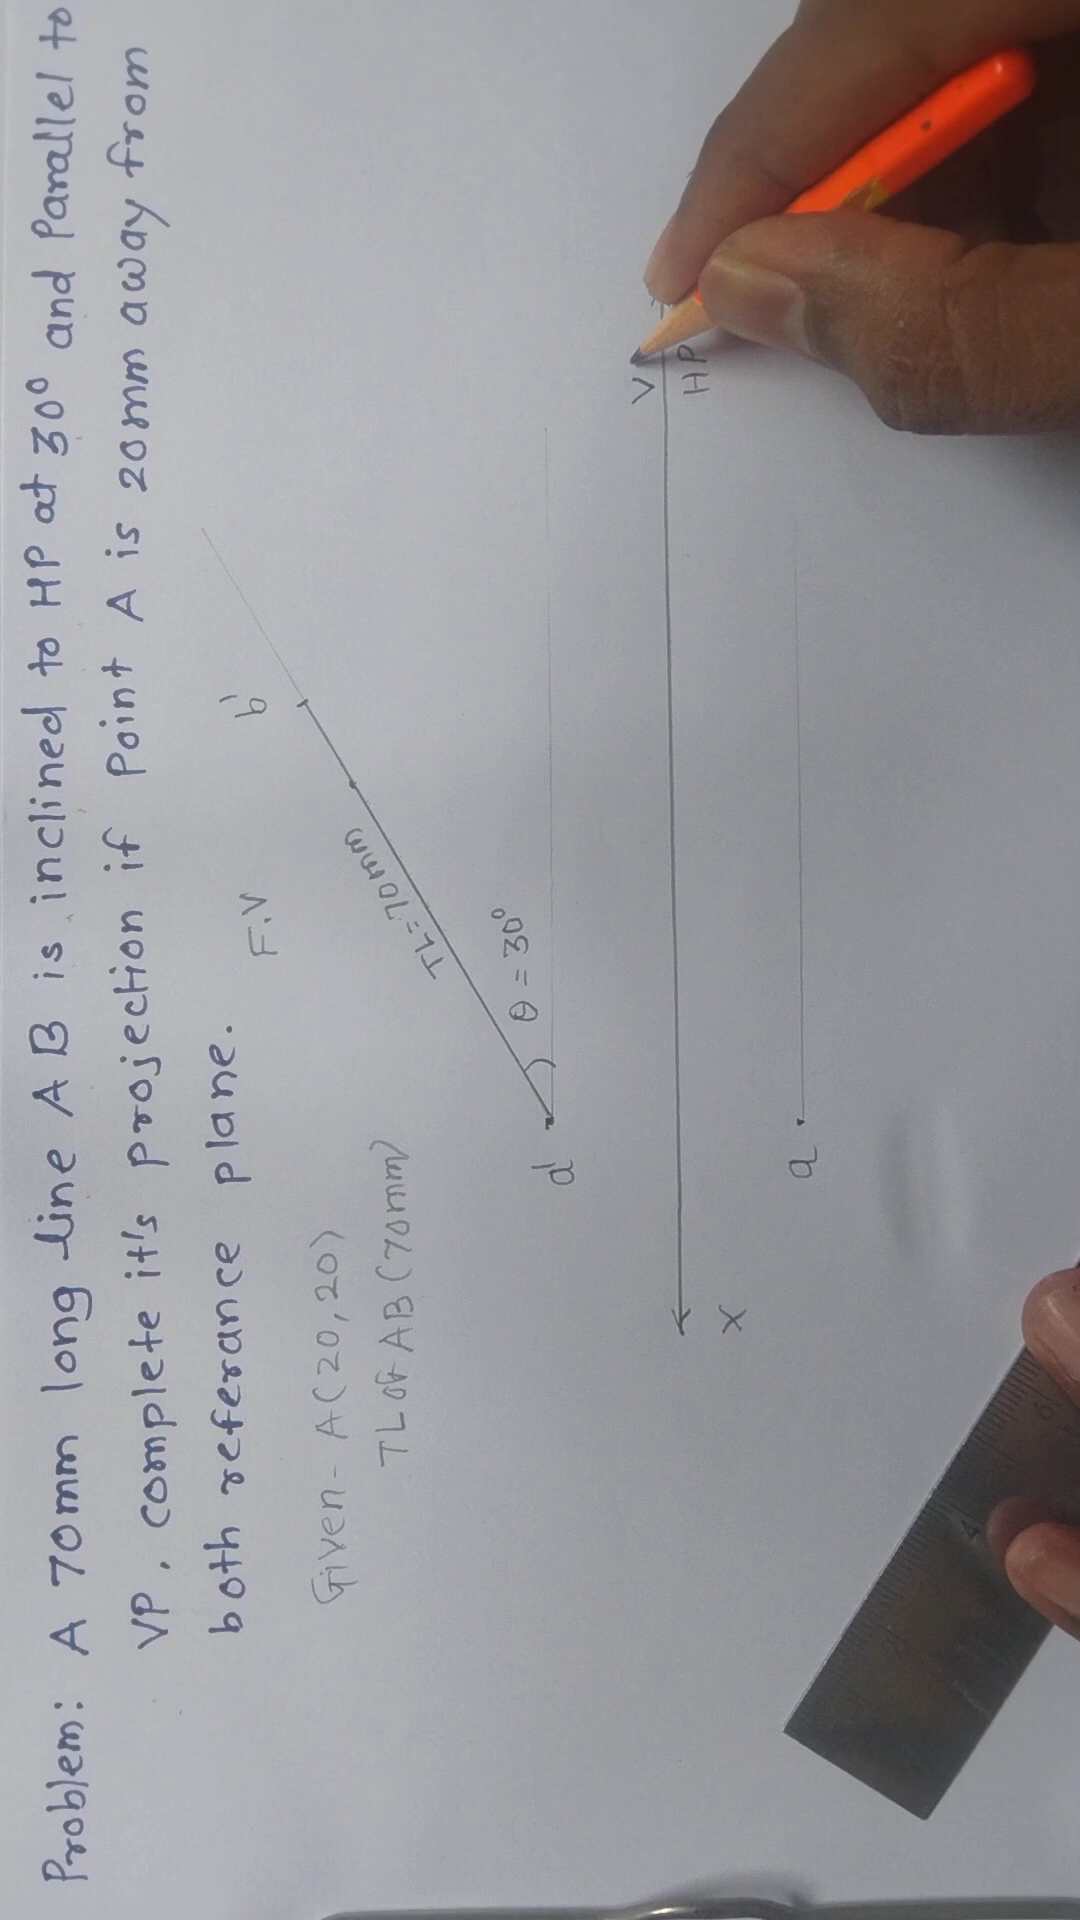 Problem: A 70mm long line AB is inclined to HP at 30° and Parallel to
VP, complete it's projection if Point A is 20mm away from
both referance plane.
Given - A(20,20)
TL of AB (70mm)
F.V
b'
TL=70mm
θ = 30°
a'
V
HP
X
a